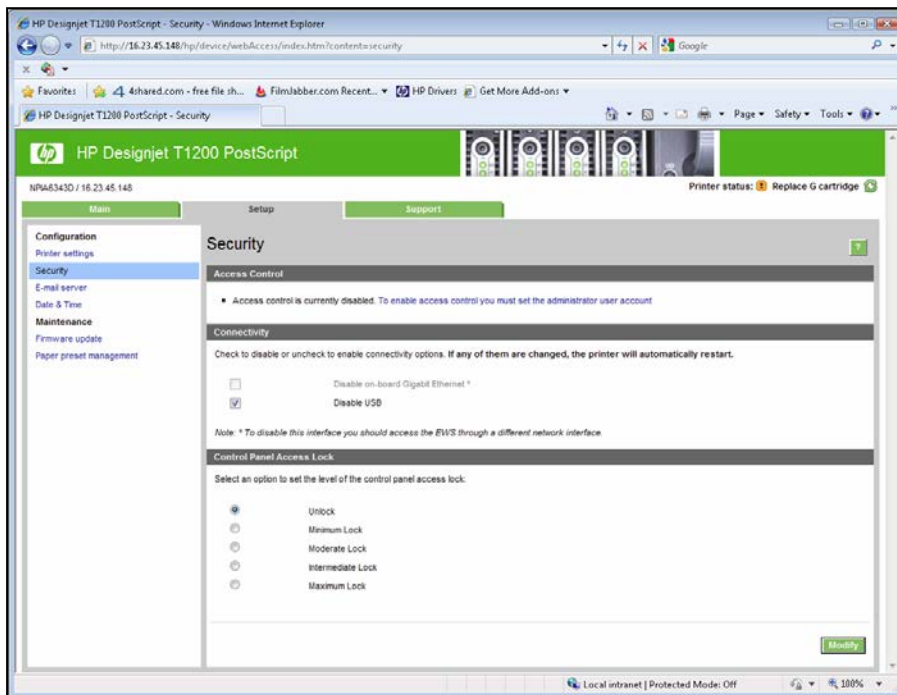 HP Designjet T1200 PostScript - Security - Windows Internet Explorer
http://16.23.45.148/hp/device/webAccess/index.htm?content=security
Google
Favorites 4shared.com - free file sh... FilmJabber.com Recent... HP Drivers Get More Add-ons
HP Designjet T1200 PostScript - Security
Page Safety Tools
hp HP Designjet T1200 PostScript
NPIA6343D / 16.23.45.148
Printer status: Replace G cartridge
Main Setup Support
Configuration
Printer settings
Security
E-mail server
Date & Time
Maintenance
Firmware update
Paper preset management
Security
?
Access Control
Access control is currently disabled. To enable access control you must set the administrator user account
Connectivity
Check to disable or uncheck to enable connectivity options. If any of them are changed, the printer will automatically restart.
Disable on-board Gigabit Ethernet *
Disable USB
Note: * To disable this interface you should access the EWS through a different network interface.
Control Panel Access Lock
Select an option to set the level of the control panel access lock:
Unlock
Minimum Lock
Moderate Lock
Intermediate Lock
Maximum Lock
Modify
Local intranet | Protected Mode: Off
100%